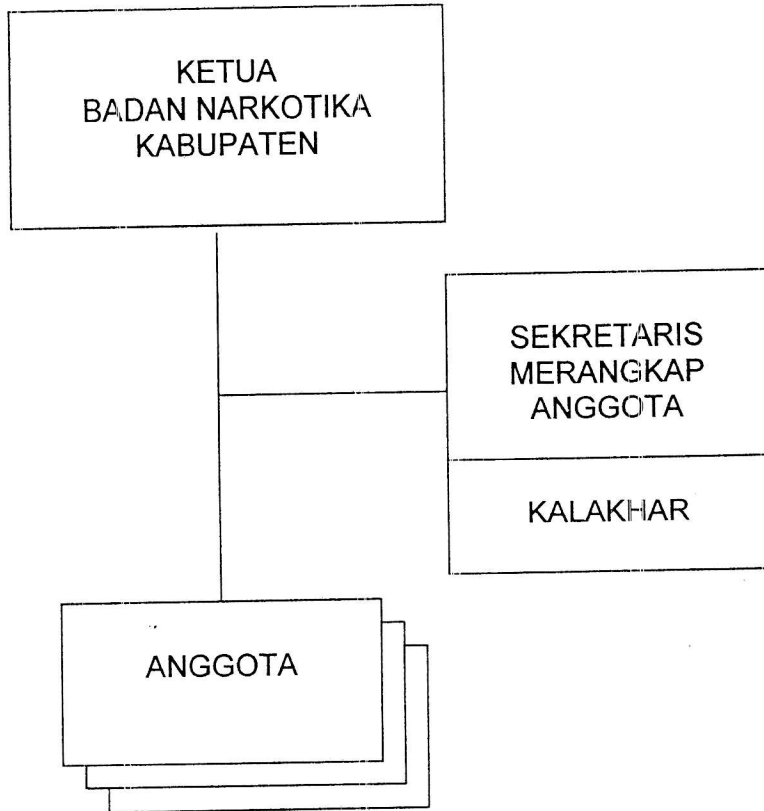 KETUA
BADAN NARKOTIKA
KABUPATEN
SEKRETARIS
MERANGKAP
ANGGOTA
KALAKHAR
ANGGOTA